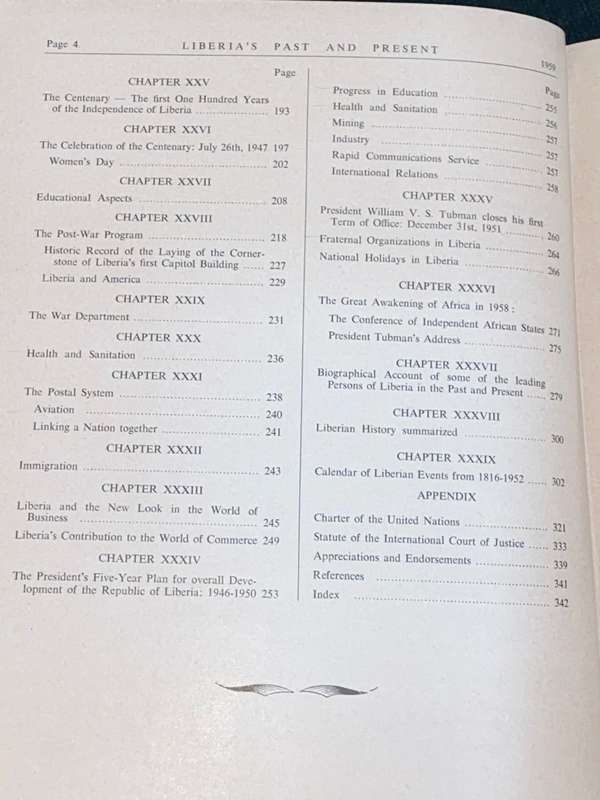 Page 4
LIBERIA'S PAST AND PRESENT
1959
Page
CHAPTER XXV
The Centenary — The first One Hundred Years
of the Independence of Liberia ................ 193
CHAPTER XXVI
The Celebration of the Centenary: July 26th, 1947 197
Women's Day ................ 202
CHAPTER XXVII
Educational Aspects ................ 208
CHAPTER XXVIII
The Post-War Program ................ 218
Historic Record of the Laying of the Corner-
stone of Liberia's first Capitol Building ...... 227
Liberia and America ................ 229
CHAPTER XXIX
The War Department ................ 231
CHAPTER XXX
Health and Sanitation ................ 236
CHAPTER XXXI
The Postal System ................ 238
Aviation ................ 240
Linking a Nation together ................ 241
CHAPTER XXXII
Immigration ................ 243
CHAPTER XXXIII
Liberia and the New Look in the World of
Business ................ 245
Liberia's Contribution to the World of Commerce 249
CHAPTER XXXIV
The President's Five-Year Plan for overall Deve-
lopment of the Republic of Liberia: 1946-1950 253
Page
Progress in Education ................ 255
Health and Sanitation ................ 256
Mining ................ 257
Industry ................ 257
Rapid Communications Service ................ 257
International Relations ................ 258
CHAPTER XXXV
President William V. S. Tubman closes his first
Term of Office: December 31st, 1951 .......... 260
Fraternal Organizations in Liberia ................ 264
National Holidays in Liberia ................ 266
CHAPTER XXXVI
The Great Awakening of Africa in 1958 :
The Conference of Independent African States 271
President Tubman's Address ................ 275
CHAPTER XXXVII
Biographical Account of some of the leading
Persons of Liberia in the Past and Present ...... 279
CHAPTER XXXVIII
Liberian History summarized ................ 300
CHAPTER XXXIX
Calendar of Liberian Events from 1816-1952 ...... 302
APPENDIX
Charter of the United Nations ................ 321
Statute of the International Court of Justice ...... 333
Appreciations and Endorsements ................ 339
References ................ 341
Index ................ 342